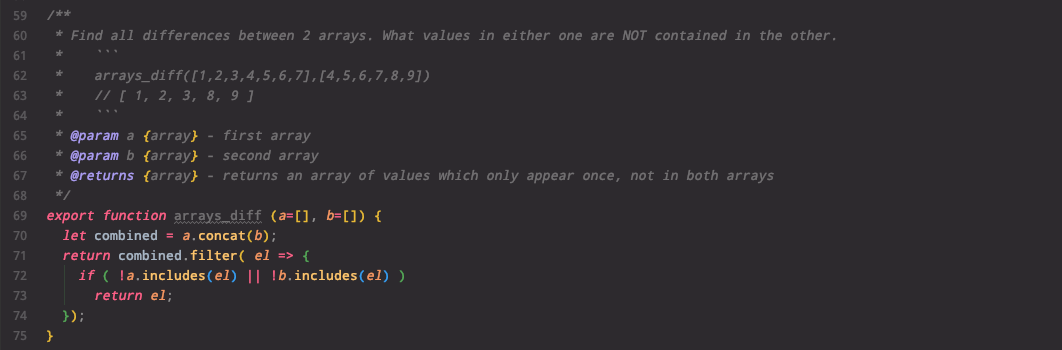 59 /**
60  * Find all differences between 2 arrays. What values in either one are NOT contained in the other.
61  *    ```
62  *    arrays_diff([1,2,3,4,5,6,7],[4,5,6,7,8,9])
63  *    // [ 1, 2, 3, 8, 9 ]
64  *    ```
65  * @param a {array} - first array
66  * @param b {array} - second array
67  * @returns {array} - returns an array of values which only appear once, not in both arrays
68  */
69 export function arrays_diff (a=[], b=[]) {
70   let combined = a.concat(b);
71   return combined.filter( el => {
72     if ( !a.includes(el) || !b.includes(el) )
73       return el;
74   });
75 }